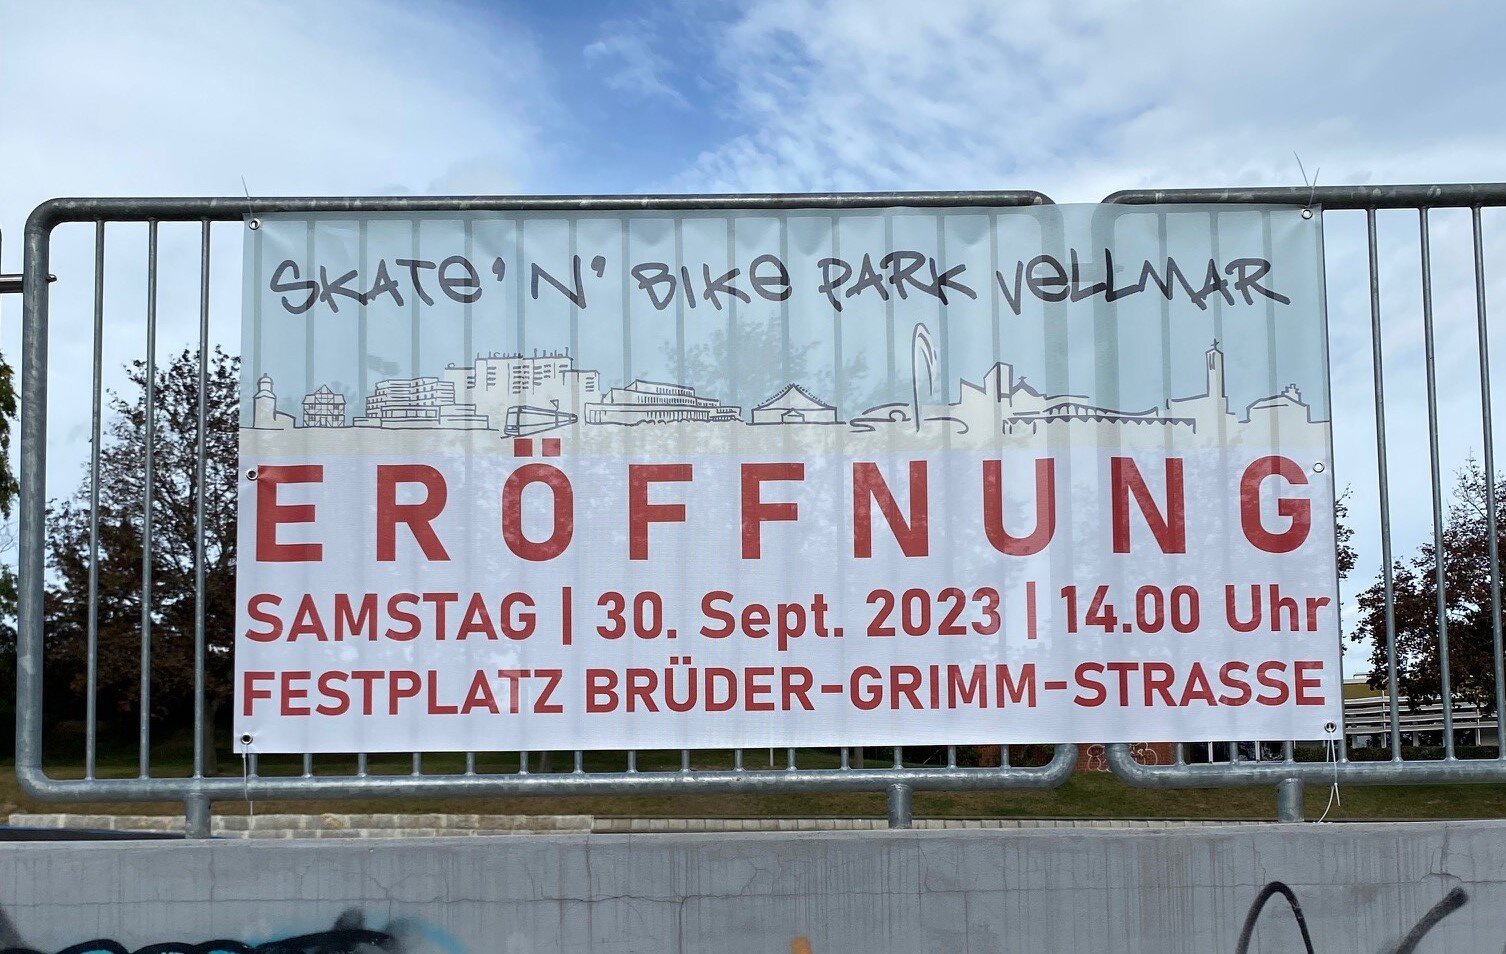 SKATE 'N' BIKE PARK VELLMAR
ERÖFFNUNG
SAMSTAG | 30. Sept. 2023 | 14.00 Uhr
FESTPLATZ BRÜDER-GRIMM-STRASSE